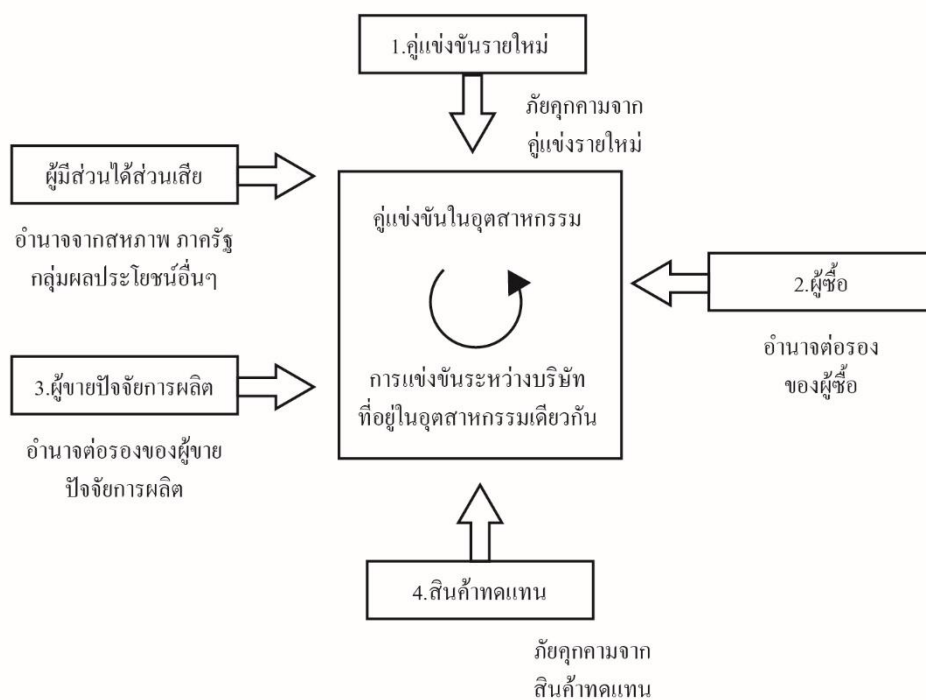 1.คู่แข่งขันรายใหม่
ภัยคุกคามจาก
คู่แข่งรายใหม่
ผู้มีส่วนได้ส่วนเสีย
อำนาจจากสหภาพ ภาครัฐ
กลุ่มผลประโยชน์อื่นๆ
คู่แข่งขันในอุตสาหกรรม
การแข่งขันระหว่างบริษัท
ที่อยู่ในอุตสาหกรรมเดียวกัน
2.ผู้ซื้อ
อำนาจต่อรอง
ของผู้ซื้อ
3.ผู้ขายปัจจัยการผลิต
อำนาจต่อรองของผู้ขาย
ปัจจัยการผลิต
4.สินค้าทดแทน
ภัยคุกคามจาก
สินค้าทดแทน